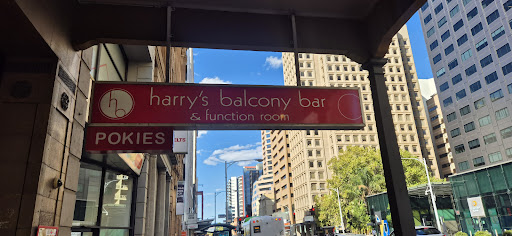 hb
harry's balcony bar
& function room
POKIES